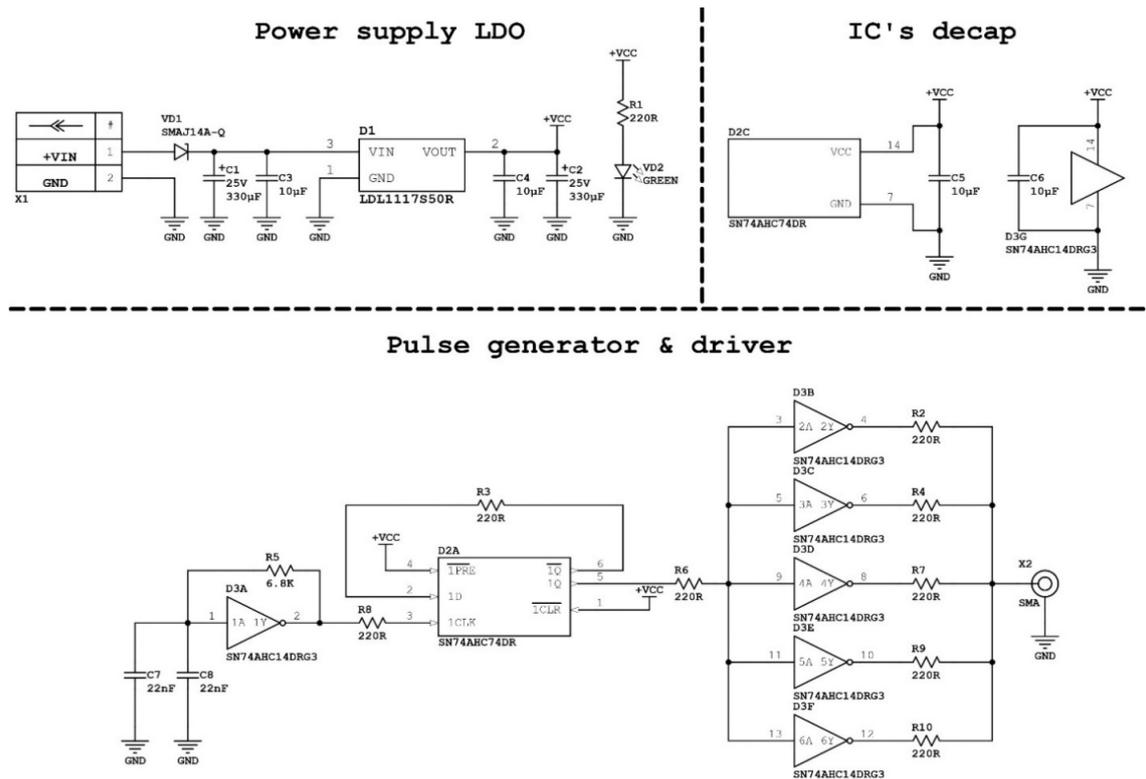 Power supply LDO
IC's decap
+VCC
+VCC
+VCC
+VCC
R1
220R
VD1
SMAJ14A-Q
#
+VIN
1
GND
2
X1
C1
25V
330µF
C3
10µF
D1
3
VIN
VOUT
2
1
GND
LDL1117S50R
C4
10µF
C2
25V
330µF
VD2
GREEN
GND
GND
GND
GND
GND
GND
GND
D2C
VCC
14
GND
7
SN74AHC74DR
C5
10µF
GND
C6
10µF
14
7
D3G
SN74AHC14DRG3
GND
Pulse generator & driver
D3B
3
2A 2Y
4
R2
220R
SN74AHC14DRG3
D3C
5
3A 3Y
6
R4
220R
SN74AHC14DRG3
D3D
9
4A 4Y
8
R7
220R
SN74AHC14DRG3
D3E
11
5A 5Y
10
R9
220R
SN74AHC14DRG3
D3F
13
6A 6Y
12
R10
220R
SN74AHC14DRG3
X2
SMA
GND
R3
220R
+VCC
D2A
4
1PRE
1Q
6
1Q
5
2
1D
3
1CLK
1CLR
1
+VCC
SN74AHC74DR
R6
220R
R5
6.8K
D3A
1
1A 1Y
2
SN74AHC14DRG3
R8
220R
C7
22nF
C8
22nF
GND
GND